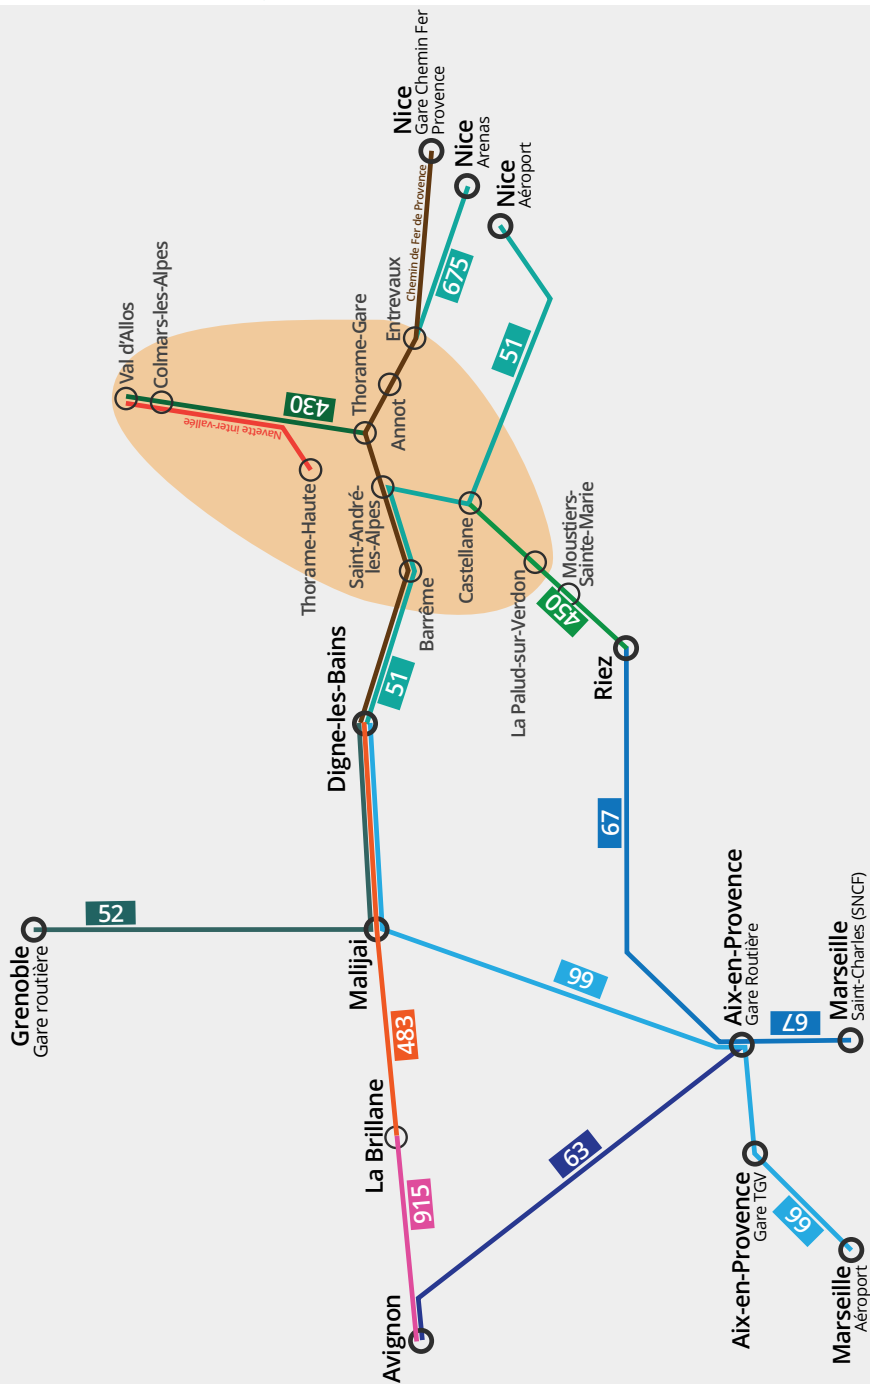 Grenoble
Gare routière
52
Val d'Allos
Colmars-les-Alpes
Navette inter-vallée
430
Thorame-Haute
Thorame-Gare
Digne-les-Bains
Saint-André-
les-Alpes
Malijai
La Brillane
Annot
Entrevaux
Nice
Gare Chemin Fer
Provence
Chemin de Fer de Provence
Avignon
915
483
51
Barrême
675
Nice
Arenas
Castellane
51
Nice
Aéroport
La Palud-sur-Verdon
Moustiers-
Sainte-Marie
450
63
66
67
Riez
Aix-en-Provence
Gare Routière
Aix-en-Provence
Gare TGV
66
67
Marseille
Aéroport
Marseille
Saint-Charles (SNCF)